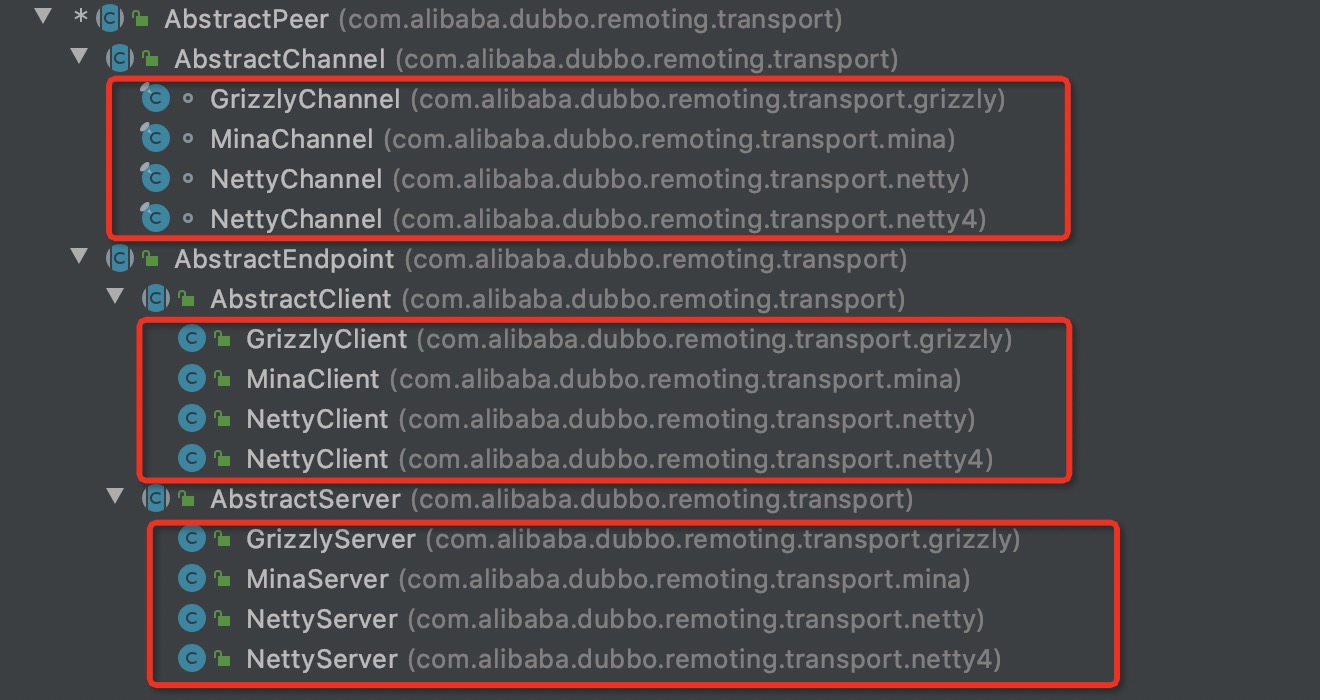 * AbstractPeer (com.alibaba.dubbo.remoting.transport)
AbstractChannel (com.alibaba.dubbo.remoting.transport)
GrizzlyChannel (com.alibaba.dubbo.remoting.transport.grizzly)
MinaChannel (com.alibaba.dubbo.remoting.transport.mina)
NettyChannel (com.alibaba.dubbo.remoting.transport.netty)
NettyChannel (com.alibaba.dubbo.remoting.transport.netty4)
AbstractEndpoint (com.alibaba.dubbo.remoting.transport)
AbstractClient (com.alibaba.dubbo.remoting.transport)
GrizzlyClient (com.alibaba.dubbo.remoting.transport.grizzly)
MinaClient (com.alibaba.dubbo.remoting.transport.mina)
NettyClient (com.alibaba.dubbo.remoting.transport.netty)
NettyClient (com.alibaba.dubbo.remoting.transport.netty4)
AbstractServer (com.alibaba.dubbo.remoting.transport)
GrizzlyServer (com.alibaba.dubbo.remoting.transport.grizzly)
MinaServer (com.alibaba.dubbo.remoting.transport.mina)
NettyServer (com.alibaba.dubbo.remoting.transport.netty)
NettyServer (com.alibaba.dubbo.remoting.transport.netty4)